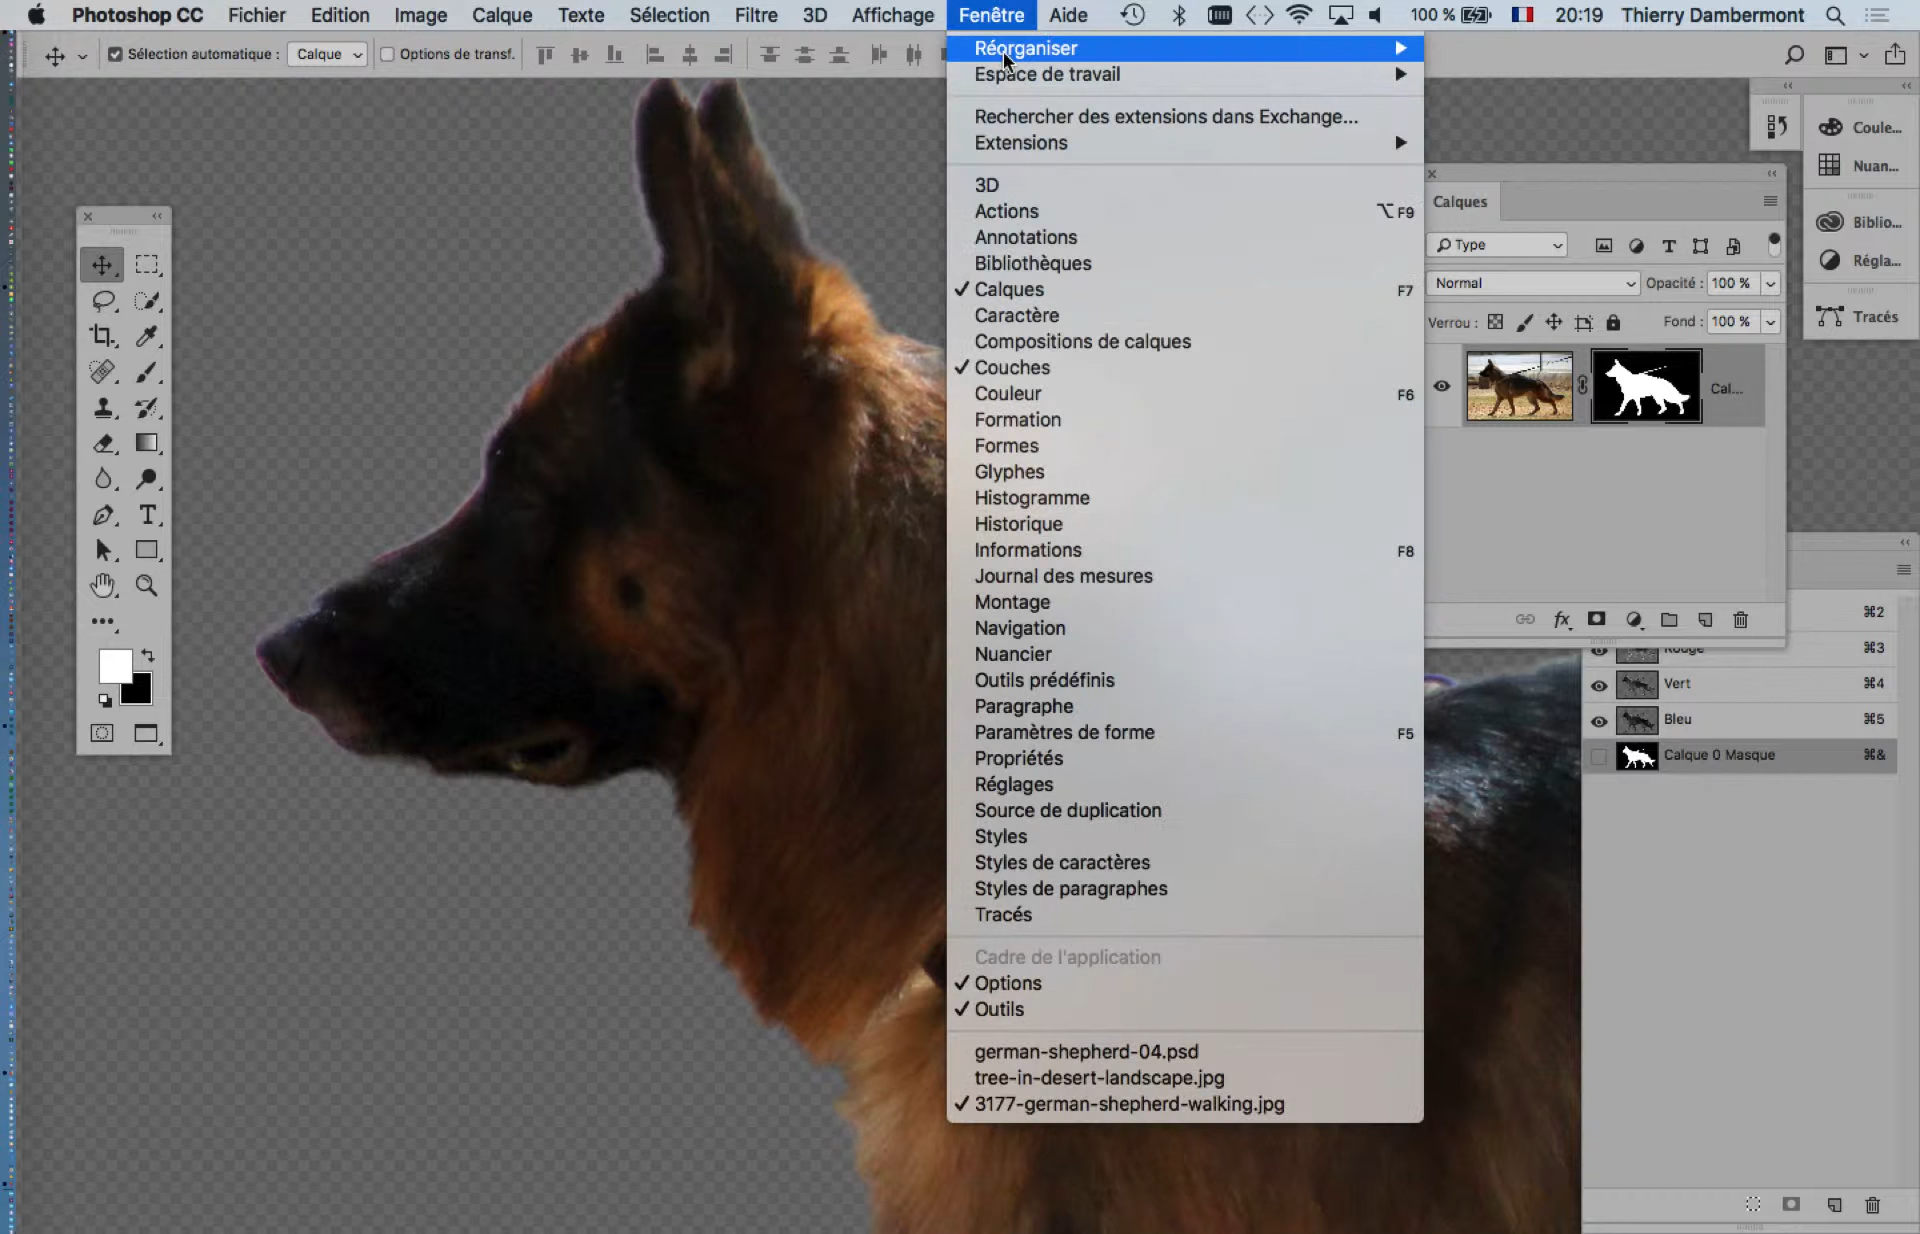 Photoshop CC Fichier Edition Image Calque Texte Sélection Filtre 3D Affichage Fenêtre Aide 100 % 20:19 Thierry Dambermont
Sélection automatique : Calque Options de transf.
Réorganiser
Espace de travail
Rechercher des extensions dans Exchange...
Extensions
3D
Actions ⌥F9
Annotations
Bibliothèques
✓ Calques F7
Caractère
Compositions de calques
✓ Couches
Couleur F6
Formation
Formes
Glyphes
Histogramme
Historique
Informations F8
Journal des mesures
Montage
Navigation
Nuancier
Outils prédéfinis
Paragraphe
Paramètres de forme F5
Propriétés
Réglages
Source de duplication
Styles
Styles de caractères
Styles de paragraphes
Tracés
Cadre de l'application
✓ Options
✓ Outils
german-shepherd-04.psd
tree-in-desert-landscape.jpg
✓ 3177-german-shepherd-walking.jpg
Calques
Type
Normal Opacité : 100 %
Verrou : Fond : 100 %
Cal...
Coule...
Nuan...
Biblio...
Régla...
Tracés
⌘2
Rouge ⌘3
Vert ⌘4
Bleu ⌘5
Calque 0 Masque ⌘&